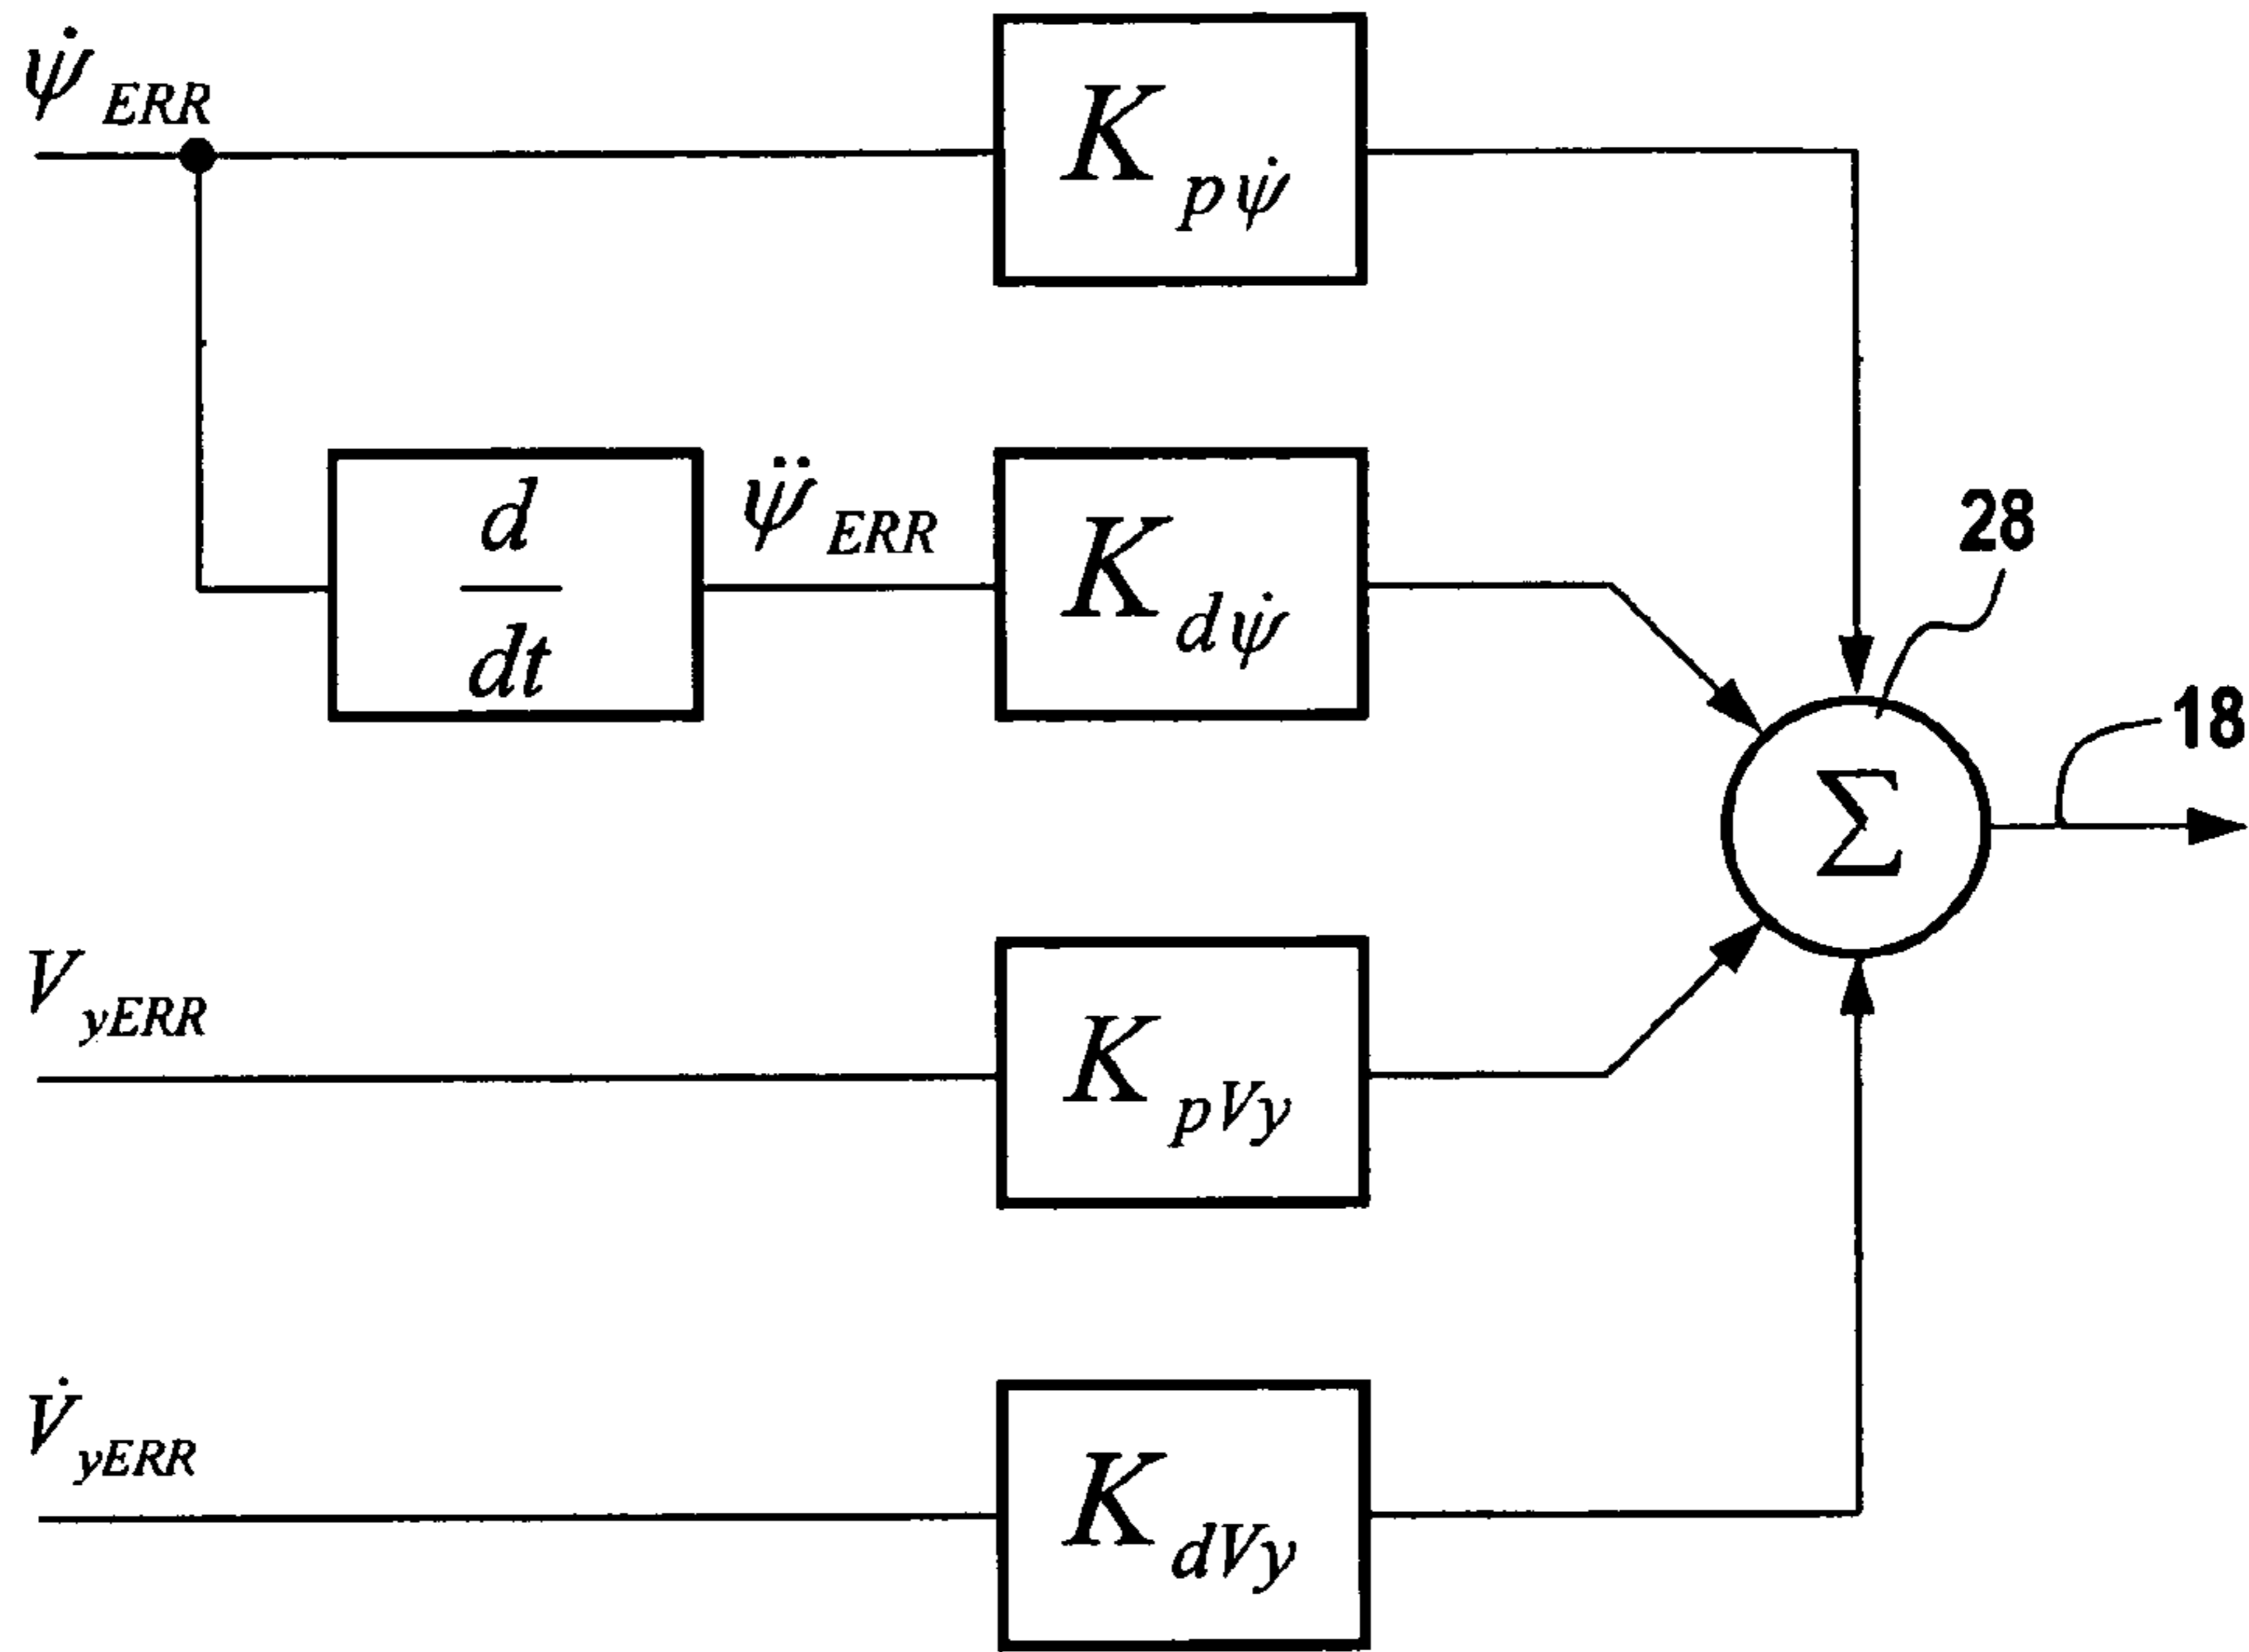 ψ̇ ERR
K pψ̇
d
dt
ψ̈ ERR
K dψ̇
28
18
Σ
V yERR
K pVy
V̇ yERR
K dVy